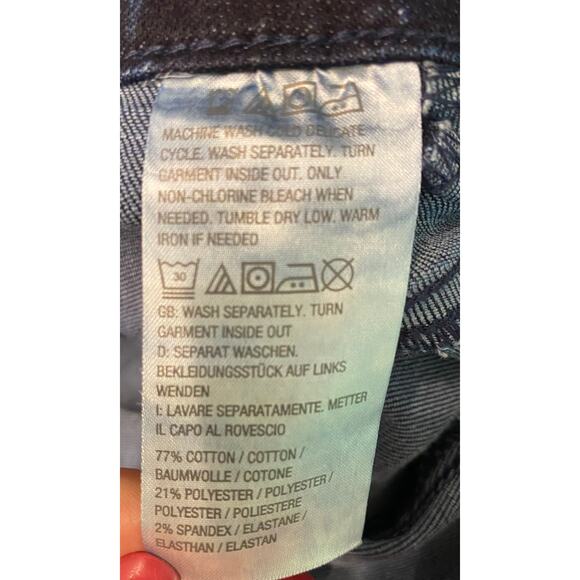 MACHINE WASH COLD DELICATE
CYCLE. WASH SEPARATELY. TURN
GARMENT INSIDE OUT. ONLY
NON-CHLORINE BLEACH WHEN
NEEDED. TUMBLE DRY LOW. WARM
IRON IF NEEDED
30
GB: WASH SEPARATELY. TURN
GARMENT INSIDE OUT
D: SEPARAT WASCHEN.
BEKLEIDUNGSSTÜCK AUF LINKS
WENDEN
I: LAVARE SEPARATAMENTE. METTER
IL CAPO AL ROVESCIO
77% COTTON / COTTON /
BAUMWOLLE / COTONE
21% POLYESTER / POLYESTER /
POLYESTER / POLIESTERE
2% SPANDEX / ELASTANE /
ELASTHAN / ELASTAN